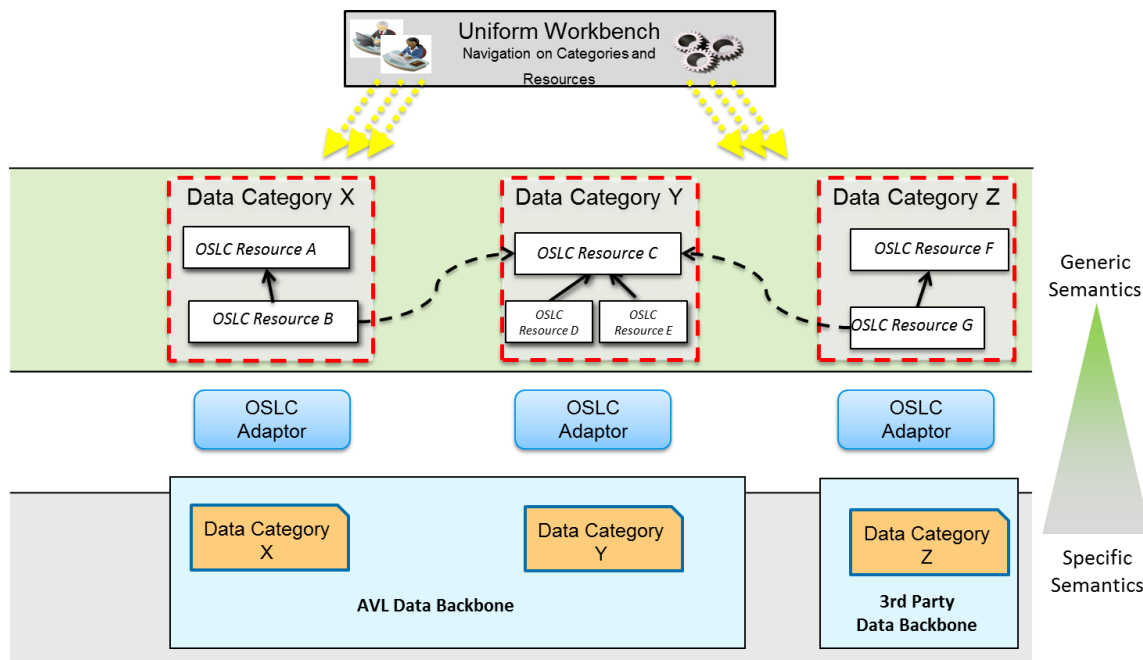 Uniform Workbench
Navigation on Categories and
Resources
Data Category X
Data Category Y
Data Category Z
OSLC Resource A
OSLC Resource C
OSLC Resource F
OSLC Resource B
OSLC
Resource D
OSLC
Resource E
OSLC Resource G
Generic
Semantics
OSLC
Adaptor
OSLC
Adaptor
OSLC
Adaptor
Data Category
X
Data Category
Y
Data Category
Z
AVL Data Backbone
3rd Party
Data Backbone
Specific
Semantics